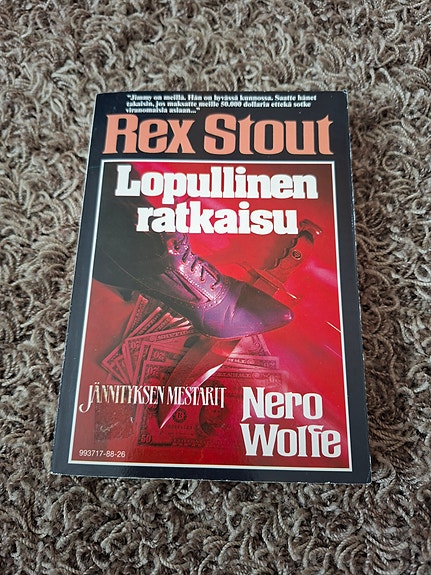 "Jimmy on meillä. Hän on hyvässä kunnossa. Saatte hänet
takaisin, jos maksatte meille 50.000 dollaria ettekä sotke
viranomaisia asiaan..."
Rex Stout
Lopullinen
ratkaisu
JÄNNITYKSEN MESTARIT
Nero
Wolfe
993717-88-26